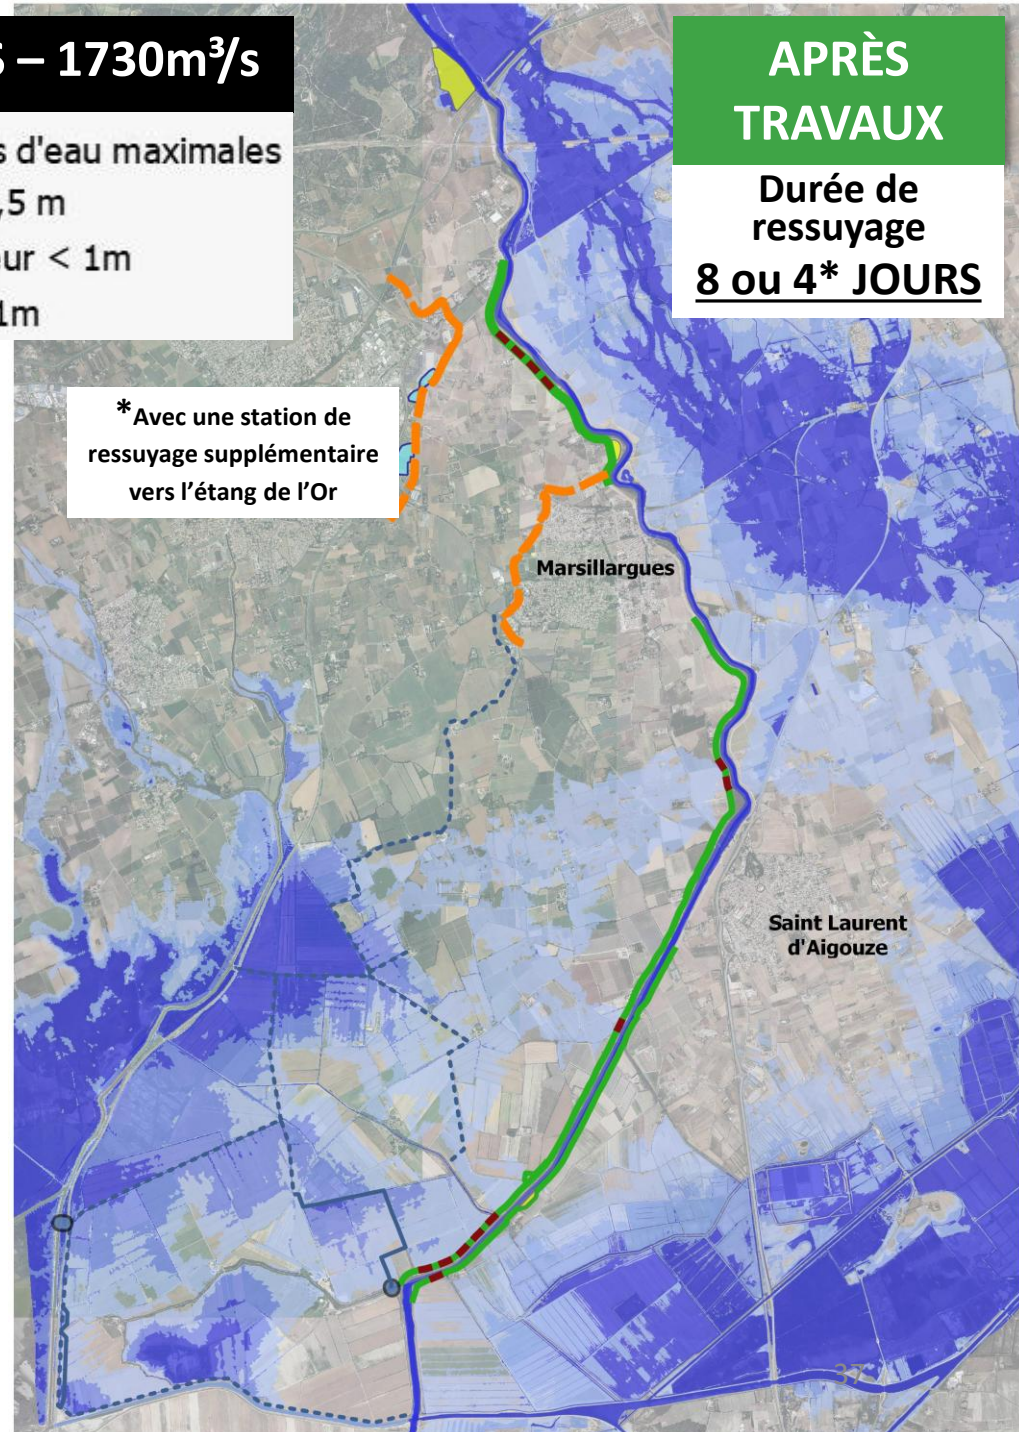 – 1730m³/s
d'eau maximales
,5 m
< 1m
1m
APRÈS
TRAVAUX
Durée de
ressuyage
8 ou 4* JOURS
*Avec une station de
ressuyage supplémentaire
vers l'étang de l'Or
Marsillargues
Saint Laurent
d'Aigouze
37